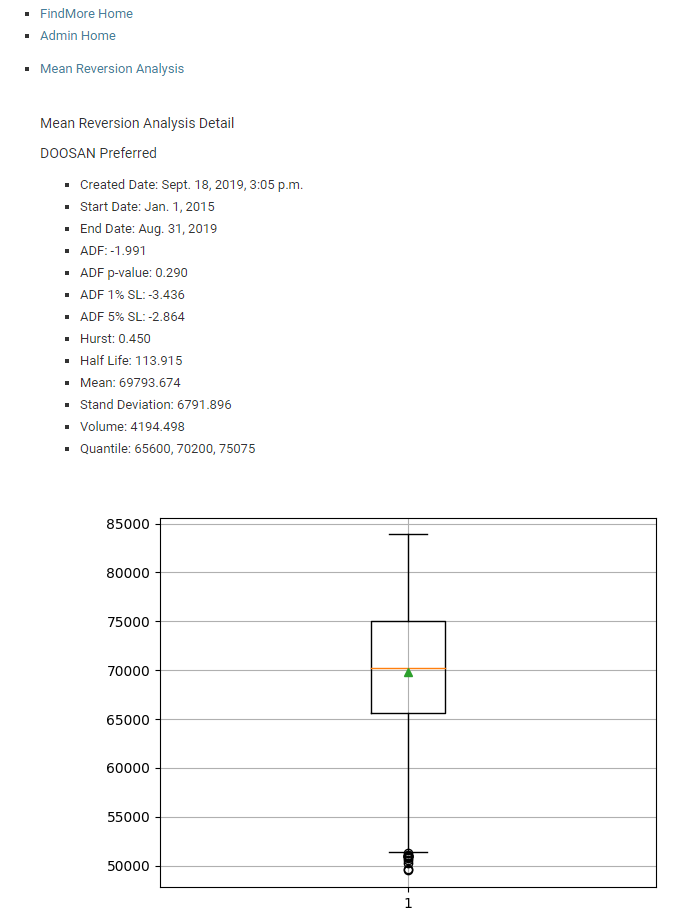 FindMore Home
Admin Home
Mean Reversion Analysis
Mean Reversion Analysis Detail
DOOSAN Preferred
Created Date: Sept. 18, 2019, 3:05 p.m.
Start Date: Jan. 1, 2015
End Date: Aug. 31, 2019
ADF: -1.991
ADF p-value: 0.290
ADF 1% SL: -3.436
ADF 5% SL: -2.864
Hurst: 0.450
Half Life: 113.915
Mean: 69793.674
Stand Deviation: 6791.896
Volume: 4194.498
Quantile: 65600, 70200, 75075
85000
80000
75000
70000
65000
60000
55000
50000
1